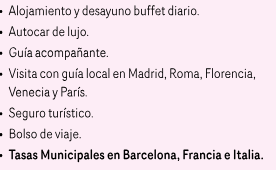 • Alojamiento y desayuno buffet diario.
• Autocar de lujo.
• Guía acompañante.
• Visita con guía local en Madrid, Roma, Florencia,
Venecia y París.
• Seguro turístico.
• Bolso de viaje.
• Tasas Municipales en Barcelona, Francia e Italia.